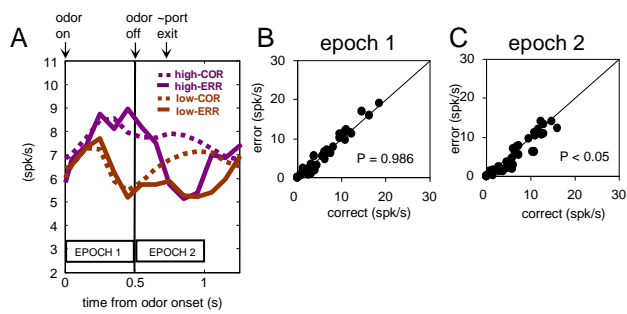 odor on
odor off
~port exit
A
(spk/s)
11
10
9
8
7
6
5
4
3
2
high-COR
high-ERR
low-COR
low-ERR
EPOCH 1
EPOCH 2
0
0.5
1
time from odor onset (s)
B
epoch 1
error (spk/s)
30
20
10
0
P = 0.986
0
10
20
30
correct (spk/s)
C
epoch 2
error (spk/s)
30
20
10
0
P < 0.05
0
10
20
30
correct (spk/s)